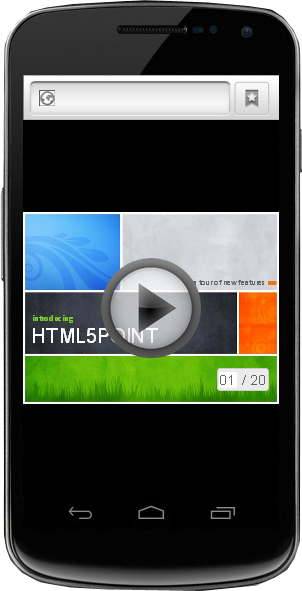 tour of new features
introducing
HTML5POINT
01 / 20